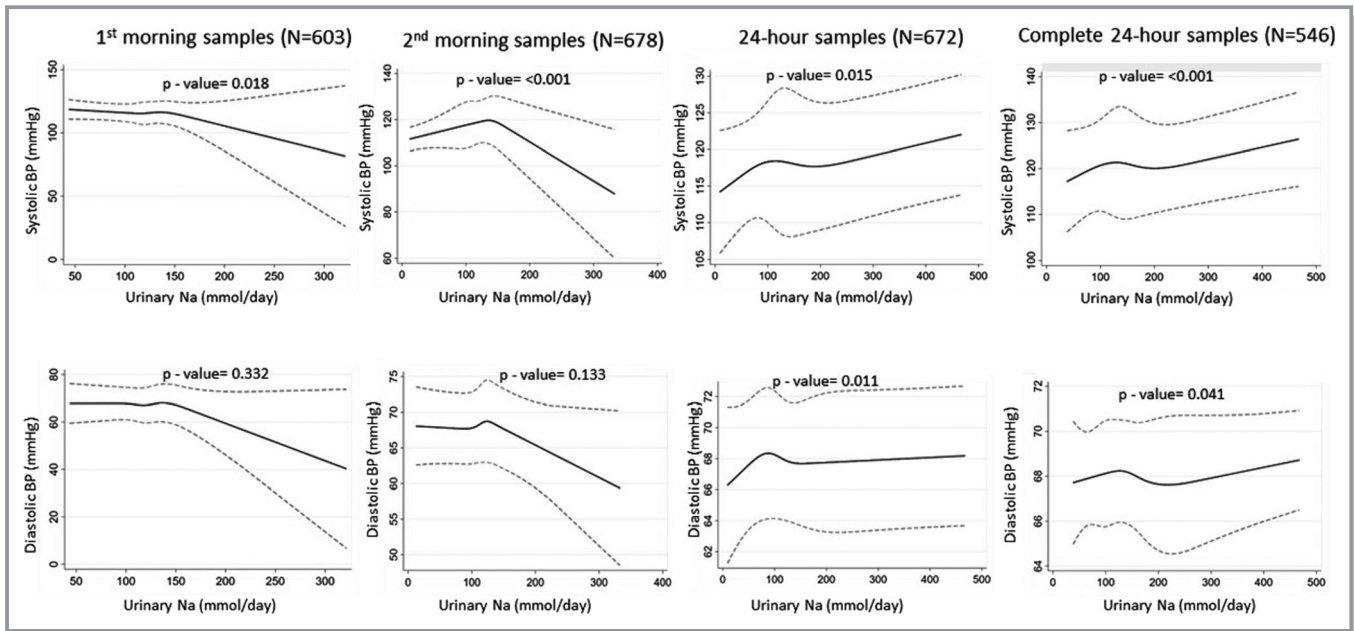 1st morning samples (N=603)
2nd morning samples (N=678)
24-hour samples (N=672)
Complete 24-hour samples (N=546)
p - value= 0.018
Systolic BP (mmHg)
150
100
50
0
50 100 150 200 250 300
Urinary Na (mmol/day)
p - value= <0.001
Systolic BP (mmHg)
140
120
100
80
60
0 100 200 300 400
Urinary Na (mmol/day)
p - value= 0.015
Systolic BP (mmHg)
130
125
120
115
110
105
0 100 200 300 400 500
Urinary Na (mmol/day)
p - value= <0.001
Systolic BP (mmHg)
140
130
120
110
100
0 100 200 300 400 500
Urinary Na (mmol/day)
p - value= 0.332
Diastolic BP (mmHg)
80
60
40
20
0
50 100 150 200 250 300
Urinary Na (mmol/day)
p - value= 0.133
Diastolic BP (mmHg)
75
70
65
60
55
50
0 100 200 300 400
Urinary Na (mmol/day)
p - value= 0.011
Diastolic BP (mmHg)
72
70
68
66
64
62
0 100 200 300 400 500
Urinary Na (mmol/day)
p - value= 0.041
Diastolic BP (mmHg)
72
70
68
66
64
0 100 200 300 400 500
Urinary Na (mmol/day)